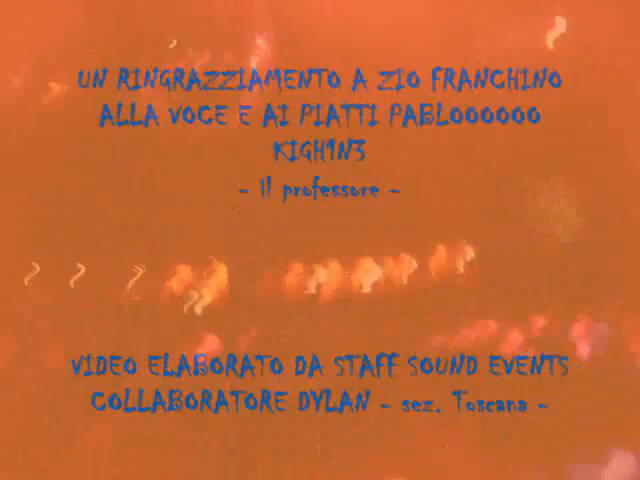 UN RINGRAZZIAMENTO A ZIO FRANCHINO
ALLA VOCE E AI PIATTI PABLOOOOOO
KIGH1N3
- il professore -
VIDEO ELABORATO DA STAFF SOUND EVENTS
COLLABORATORE DYLAN - sez. Toscana -